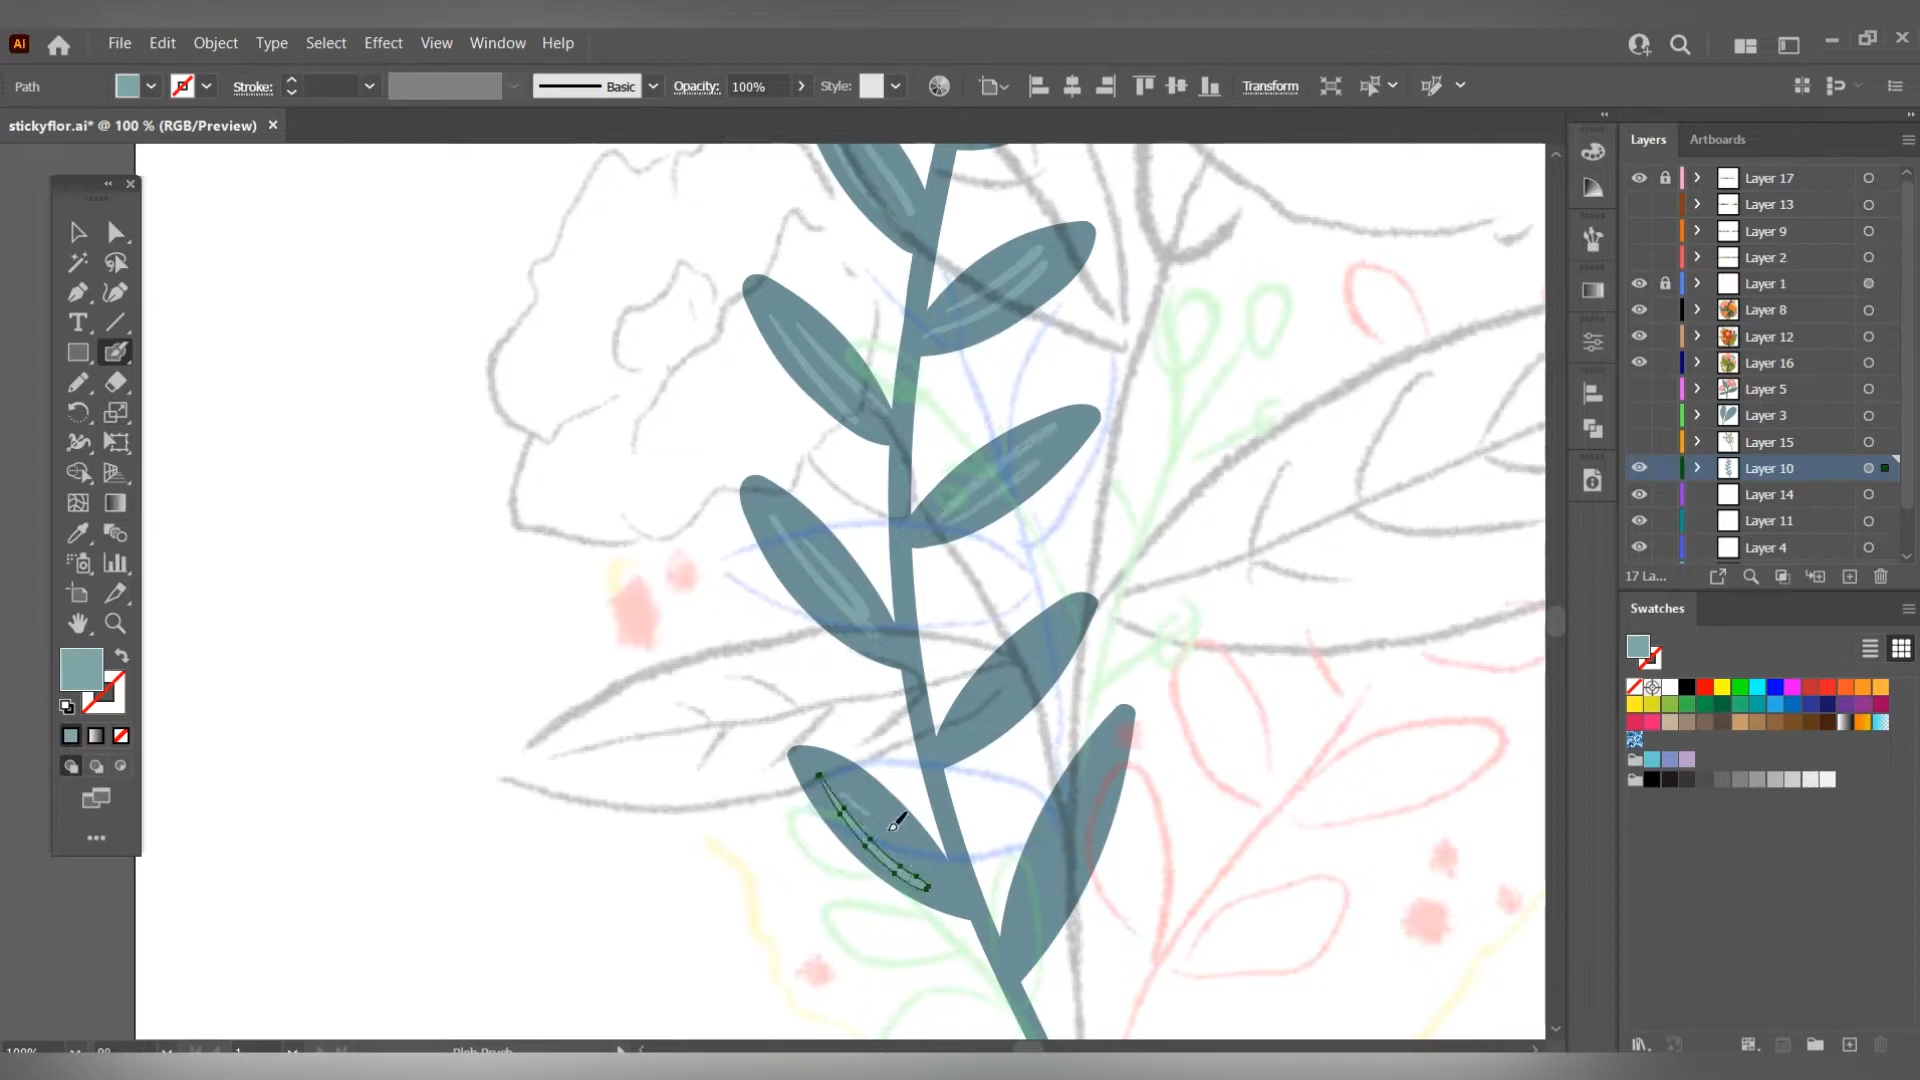 Ai File Edit Object Type Select Effect View Window Help
Path Stroke: Basic Opacity: 100% Style: Transform
stickyflor.ai* @ 100 % (RGB/Preview)
Layers Artboards
Layer 17
Layer 13
Layer 9
Layer 2
Layer 1
Layer 8
Layer 12
Layer 16
Layer 5
Layer 3
Layer 15
Layer 10
Layer 14
Layer 11
Layer 4
17 La...
Swatches